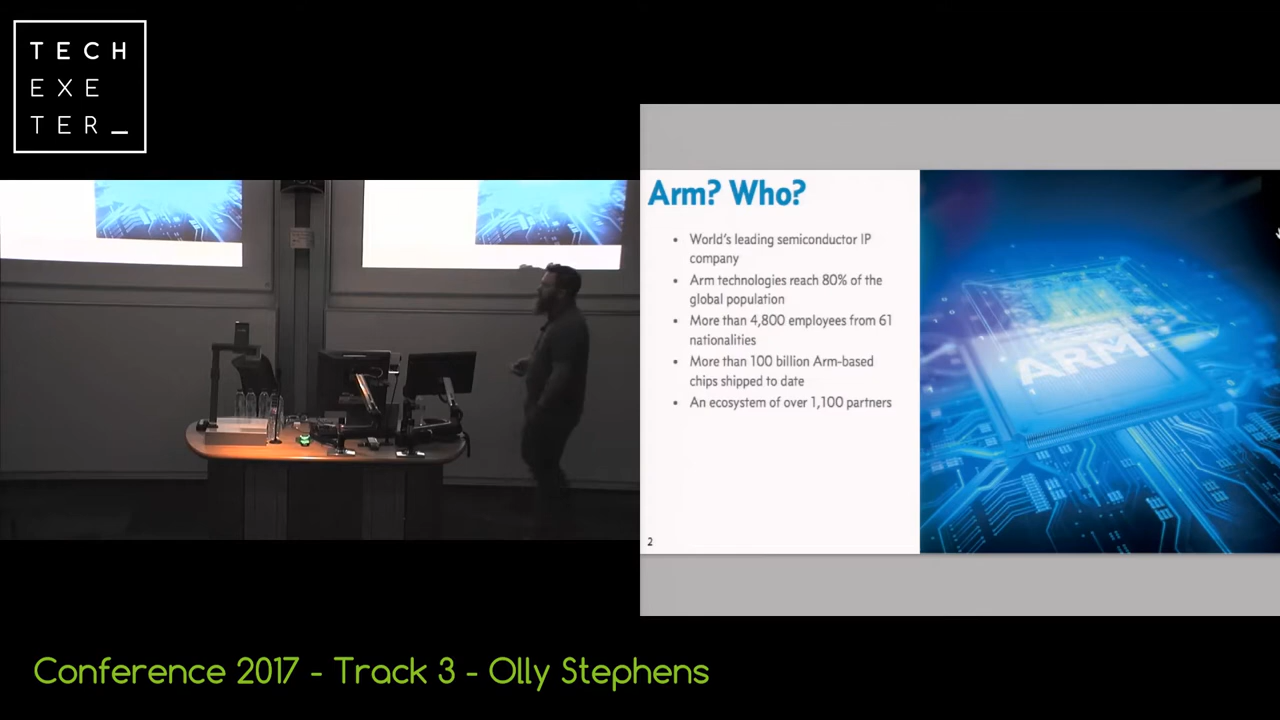 TECH
EXE
TER_
Arm? Who?
• World's leading semiconductor IP
company
• Arm technologies reach 80% of the
global population
• More than 4,800 employees from 61
nationalities
• More than 100 billion Arm-based
chips shipped to date
• An ecosystem of over 1,100 partners
ARM
2
Conference 2017 - Track 3 - Olly Stephens